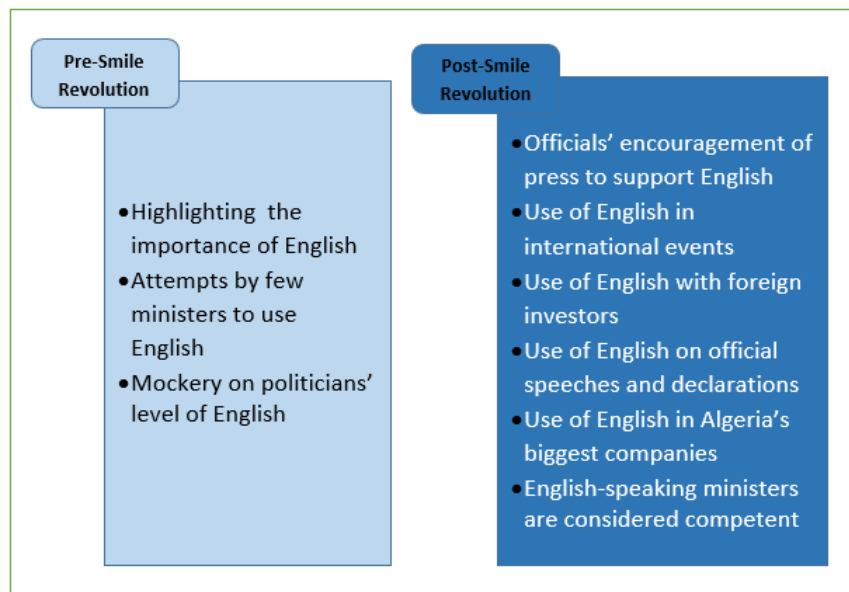 Pre-Smile
Revolution
•Highlighting the
importance of English
•Attempts by few
ministers to use
English
•Mockery on politicians’
level of English
Post-Smile
Revolution
•Officials’ encouragement of
press to support English
•Use of English in
international events
•Use of English with foreign
investors
•Use of English on official
speeches and declarations
•Use of English in Algeria’s
biggest companies
•English-speaking ministers
are considered competent